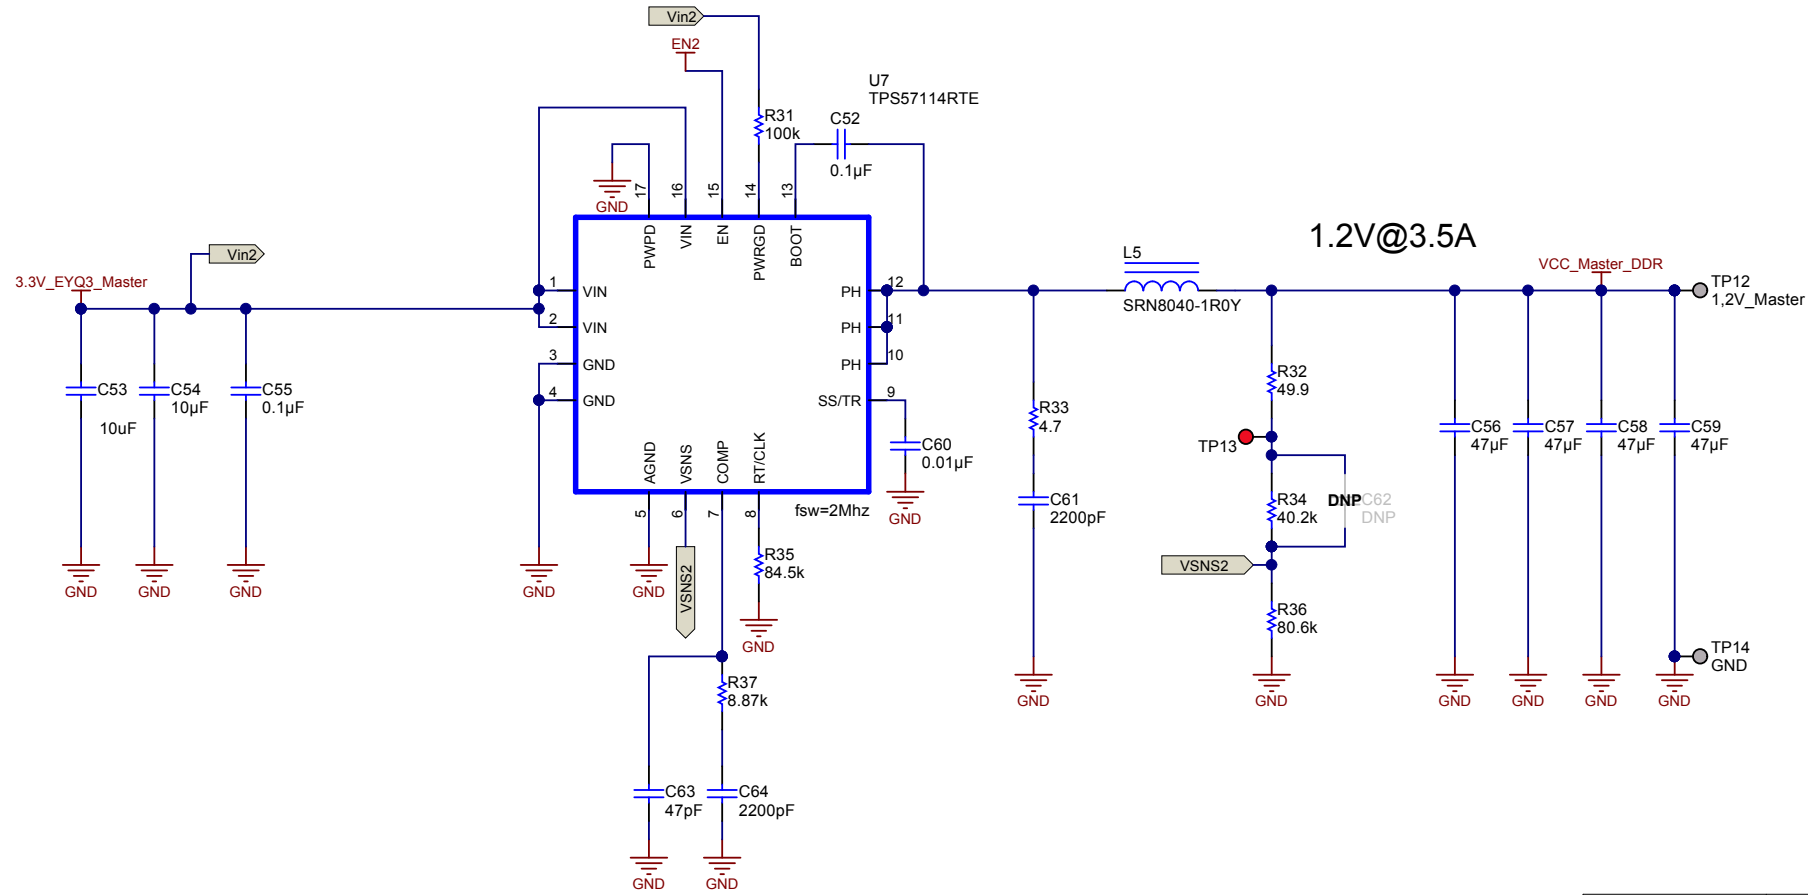 Vin2
EN2
U7
TPS57114RTE
R31
100k
C52
0.1µF
17
16
15
14
13
GND
PWPD
VIN
EN
PWRGD
BOOT
1.2V@3.5A
Vin2
3.3V_EYQ3_Master
1
VIN
2
VIN
3
GND
4
GND
PH
12
PH
11
PH
10
SS/TR
9
AGND
VSNS
COMP
RT/CLK
5
6
7
8
fsw=2Mhz
L5
SRN8040-1R0Y
VCC_Master_DDR
TP12
1,2V_Master
C53
10uF
C54
10µF
C55
0.1µF
R32
49.9
R33
4.7
TP13
C60
0.01µF
GND
C56
47µF
C57
47µF
C58
47µF
C59
47µF
C61
2200pF
R34
40.2k
DNP
C62
DNP
VSNS2
R35
84.5k
VSNS2
GND
GND
GND
GND
GND
GND
R36
80.6k
TP14
GND
R37
8.87k
GND
GND
GND
GND
GND
GND
C63
47pF
C64
2200pF
GND
GND